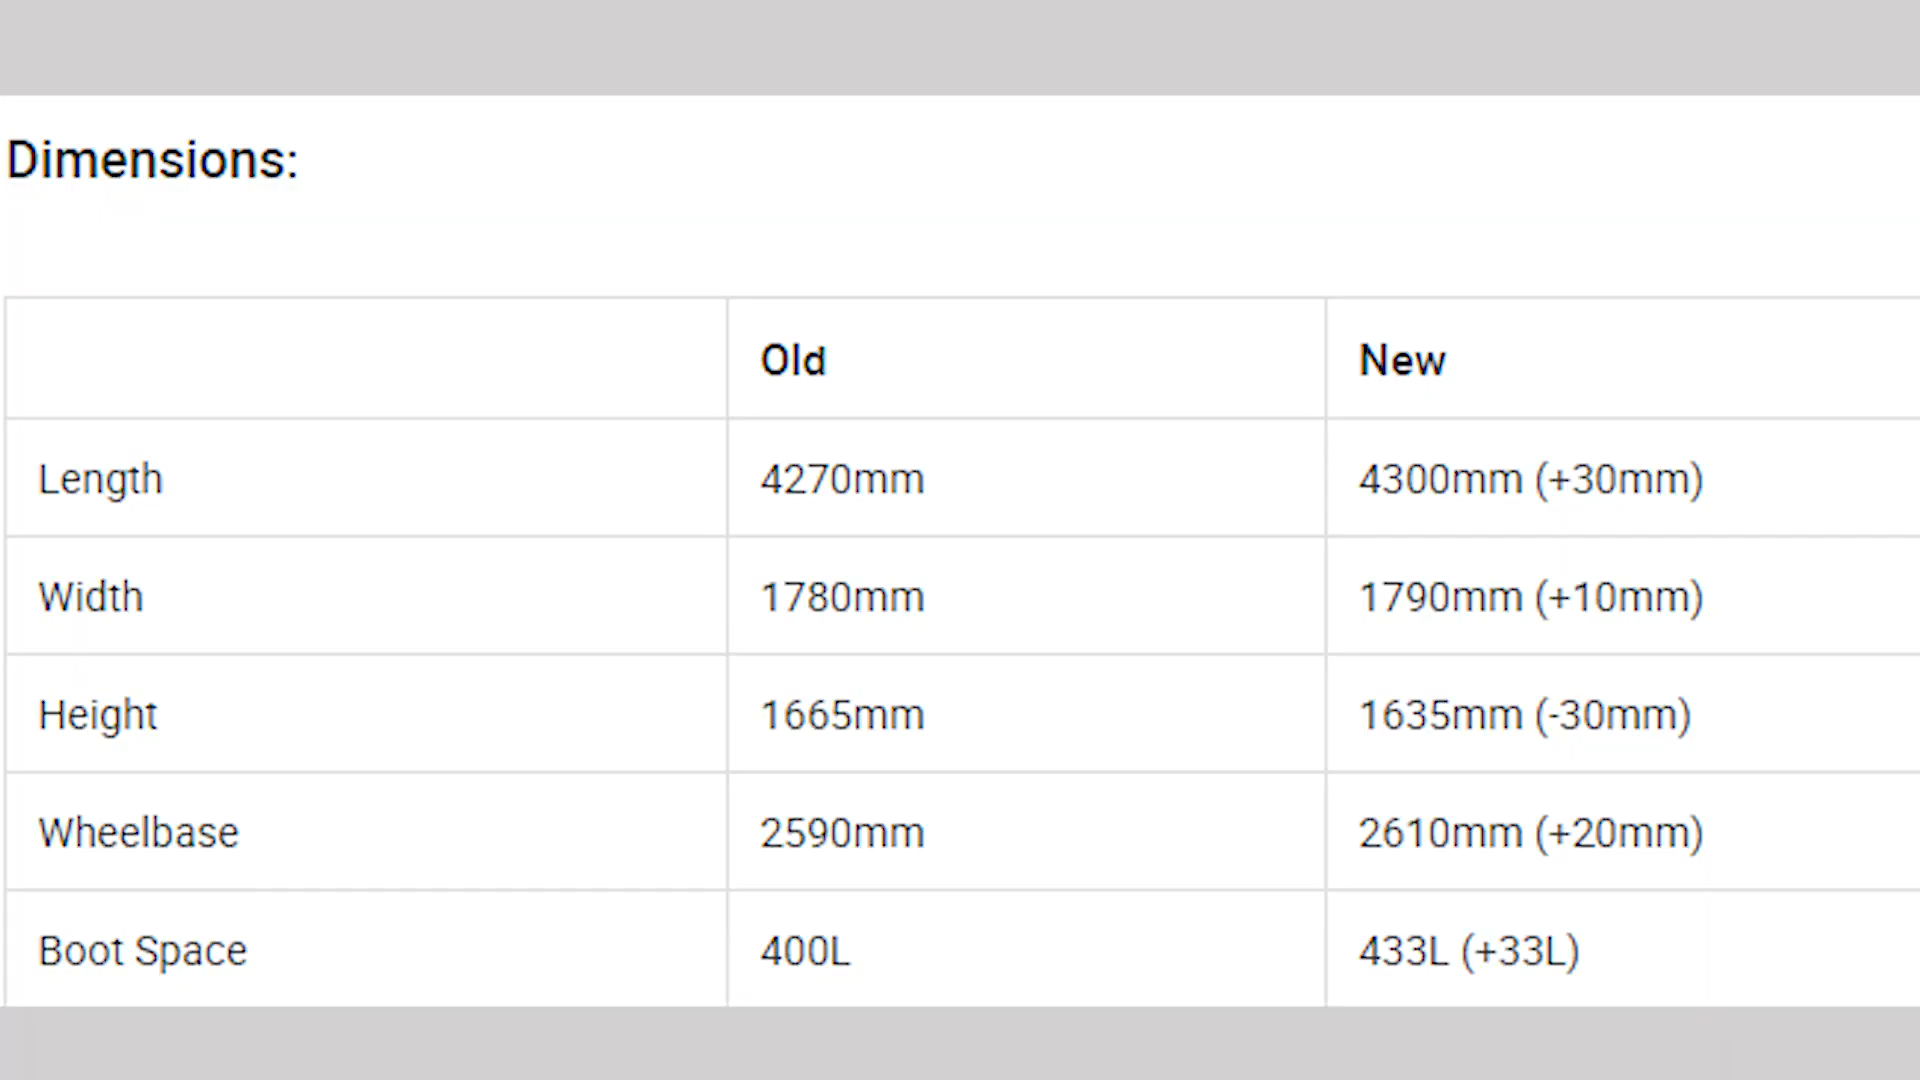 Dimensions:
Old New
Length 4270mm 4300mm (+30mm)
Width 1780mm 1790mm (+10mm)
Height 1665mm 1635mm (-30mm)
Wheelbase 2590mm 2610mm (+20mm)
Boot Space 400L 433L (+33L)